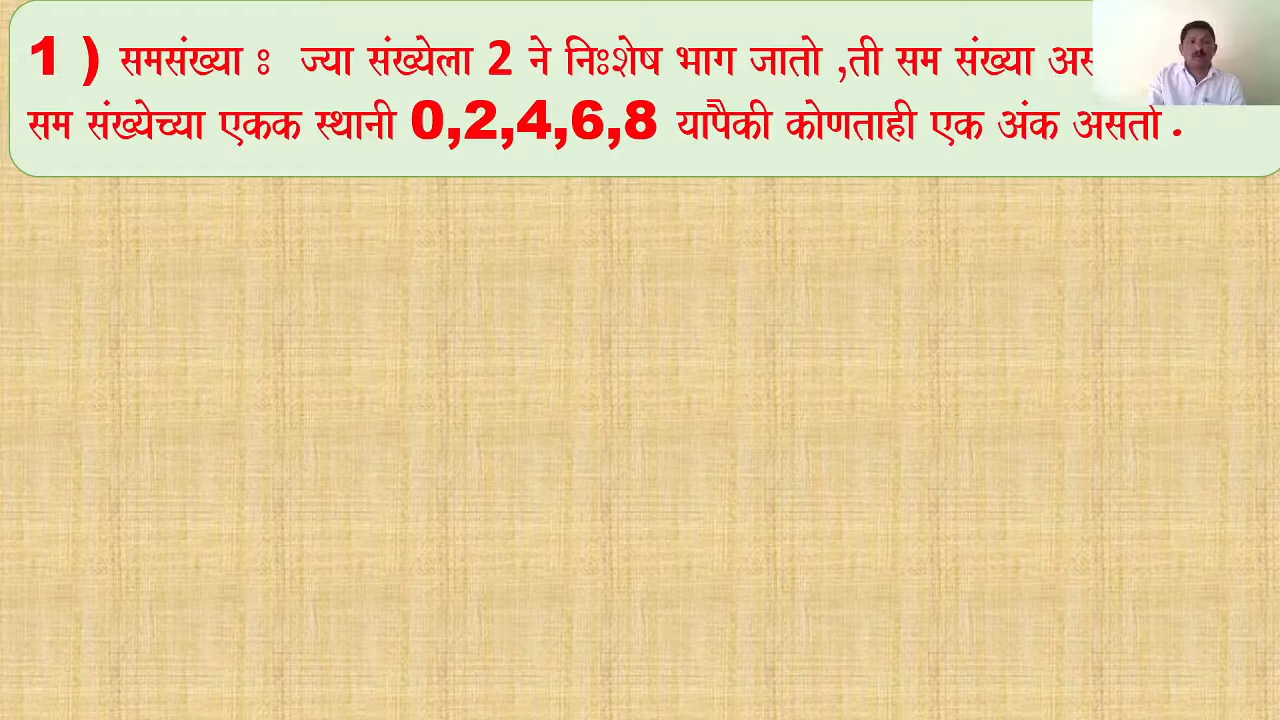 1 ) समसंख्या ः ज्या संख्येला 2 ने निःशेष भाग जातो ,ती सम संख्या
सम संख्येच्या एकक स्थानी 0,2,4,6,8 यापैकी कोणताही एक अंक असतो .